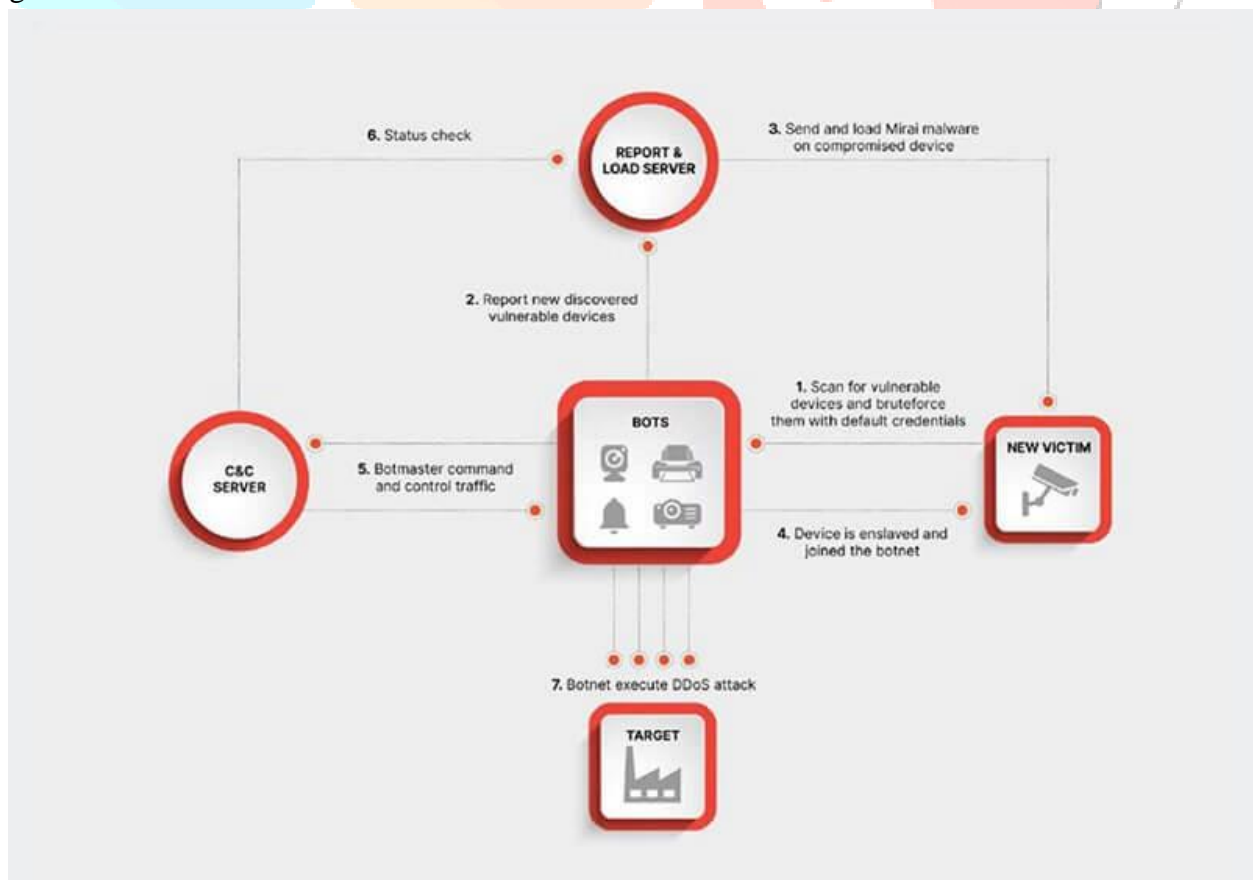 6. Status check
REPORT &
LOAD SERVER
3. Send and load Mirai malware
on compromised device
2. Report new discovered
vulnerable devices
1. Scan for vulnerable
devices and bruteforce
them with default credentials
BOTS
NEW VICTIM
C&C
SERVER
5. Botmaster command
and control traffic
4. Device is enslaved and
joined the botnet
7. Botnet execute DDoS attack
TARGET